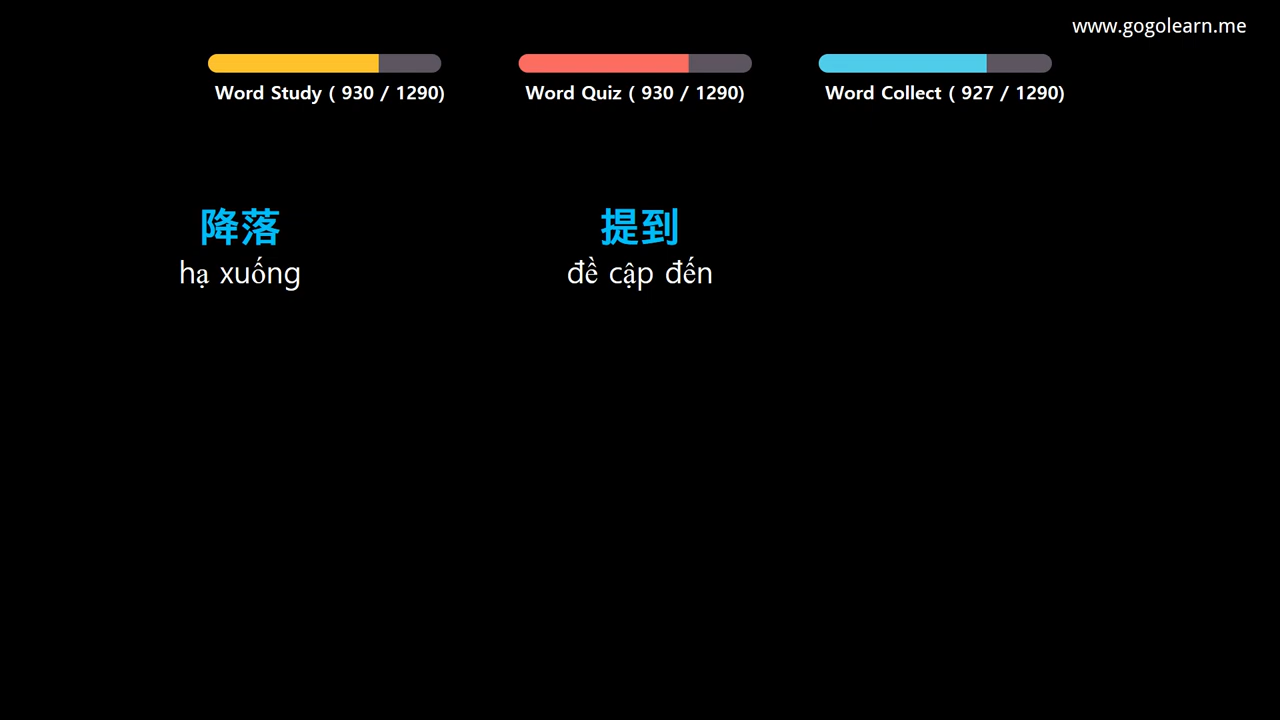 www.gogolearn.me
Word Study ( 930 / 1290)
Word Quiz ( 930 / 1290)
Word Collect ( 927 / 1290)
降落
hạ xuống
提到
đề cập đến